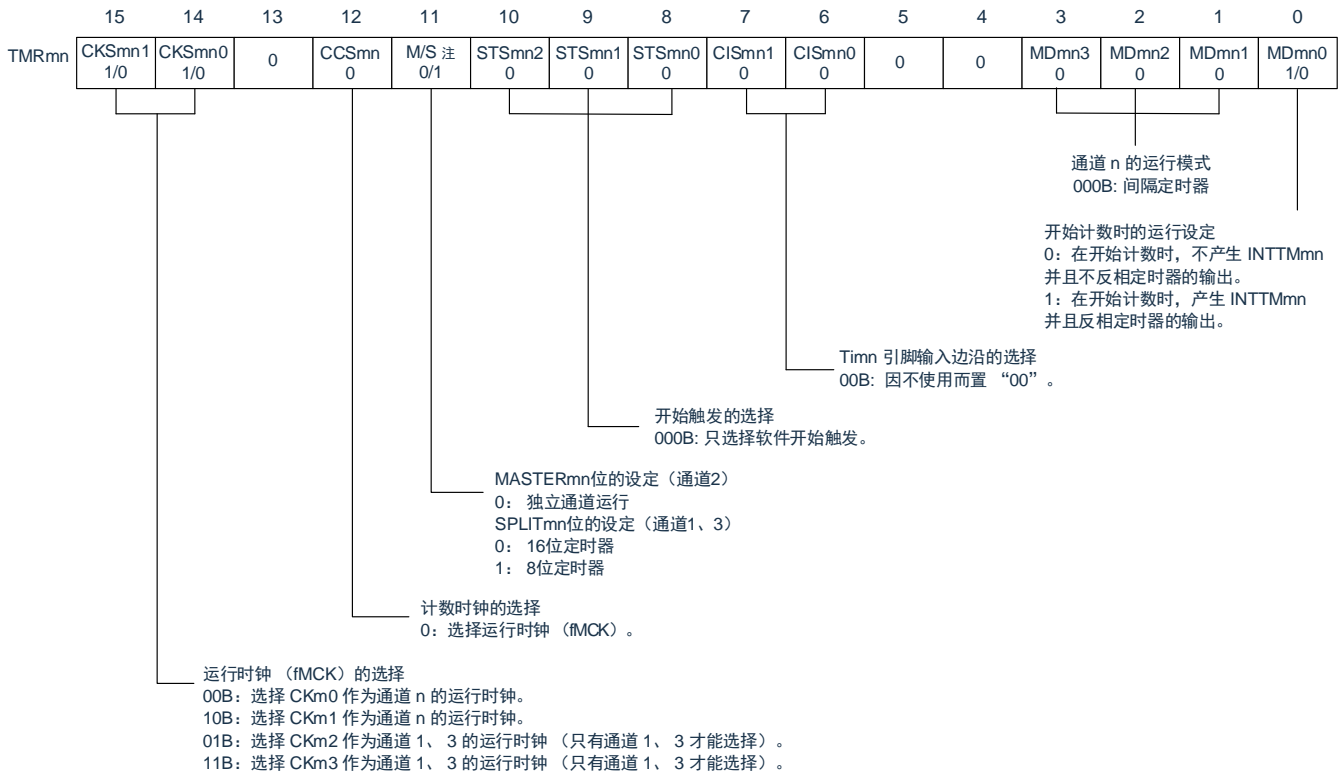 15 14 13 12 11 10 9 8 7 6 5 4 3 2 1 0
TMRmn CKSmn1 CKSmn0 0 CCSmn M/S 注 STSmn2 STSmn1 STSmn0 CISmn1 CISmn0 0 0 MDmn3 MDmn2 MDmn1 MDmn0
1/0 1/0 0 0/1 0 0 0 0 0 0 0 0 1/0
通道 n 的运行模式
000B: 间隔定时器
开始计数时的运行设定
0：在开始计数时，不产生 INTTMmn
并且不反相定时器的输出。
1：在开始计数时，产生 INTTMmn
并且反相定时器的输出。
Timn 引脚输入边沿的选择
00B: 因不使用而置 “00”。
开始触发的选择
000B: 只选择软件开始触发。
MASTERmn位的设定（通道2）
0： 独立通道运行
SPLITmn位的设定（通道1、3）
0： 16位定时器
1： 8位定时器
计数时钟的选择
0：选择运行时钟 （fMCK）。
运行时钟 （fMCK）的选择
00B：选择 CKm0 作为通道 n 的运行时钟。
10B：选择 CKm1 作为通道 n 的运行时钟。
01B：选择 CKm2 作为通道 1、 3 的运行时钟 （只有通道 1、 3 才能选择）。
11B：选择 CKm3 作为通道 1、 3 的运行时钟 （只有通道 1、 3 才能选择）。